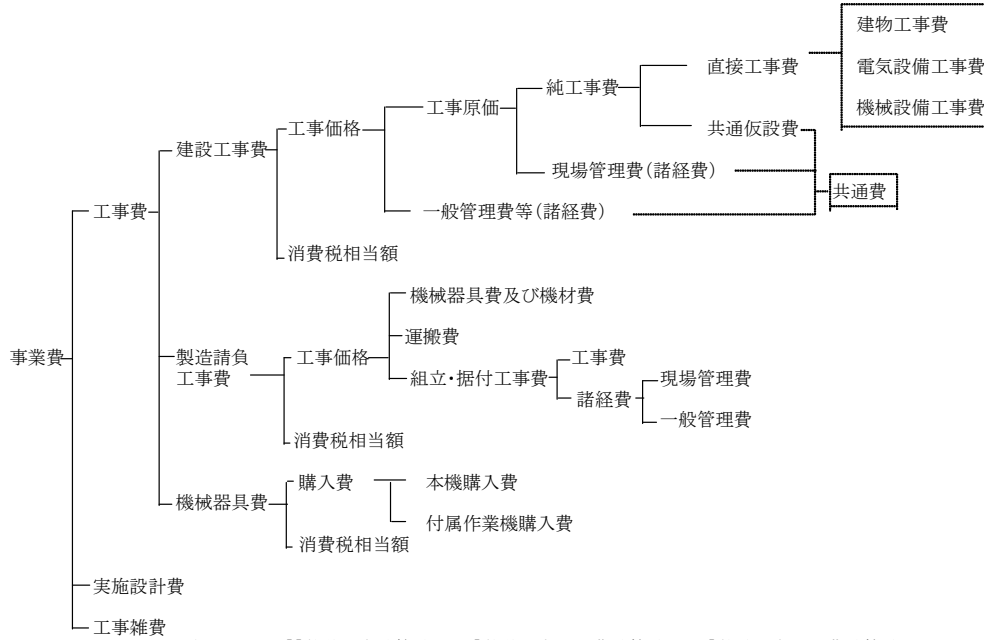 建物工事費
電気設備工事費
機械設備工事費
直接工事費
純工事費
共通仮設費
工事原価
現場管理費(諸経費)
工事価格
一般管理費等(諸経費)
共通費
建設工事費
消費税相当額
工事費
機械器具費及び機材費
運搬費
工事価格
組立・据付工事費
工事費
諸経費
現場管理費
一般管理費
製造請負
工事費
消費税相当額
事業費
機械器具費
購入費
本機購入費
付属作業機購入費
消費税相当額
実施設計費
工事雑費